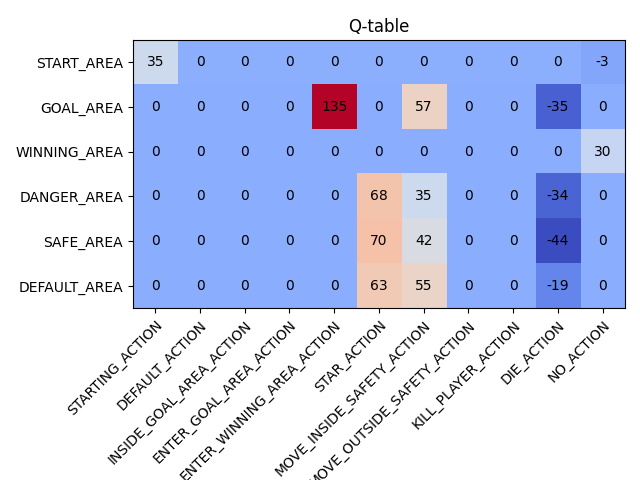 Q-table
START_AREA 35 0 0 0 0 0 0 0 0 0 -3
GOAL_AREA 0 0 0 0 135 0 57 0 0 -35 0
WINNING_AREA 0 0 0 0 0 0 0 0 0 0 30
DANGER_AREA 0 0 0 0 0 68 35 0 0 -34 0
SAFE_AREA 0 0 0 0 0 70 42 0 0 -44 0
DEFAULT_AREA 0 0 0 0 0 63 55 0 0 -19 0
STARTING_ACTION
DEFAULT_ACTION
INSIDE_GOAL_AREA_ACTION
ENTER_GOAL_AREA_ACTION
ENTER_WINNING_AREA_ACTION
STAR_ACTION
MOVE_INSIDE_SAFETY_ACTION
MOVE_OUTSIDE_SAFETY_ACTION
KILL_PLAYER_ACTION
DIE_ACTION
NO_ACTION